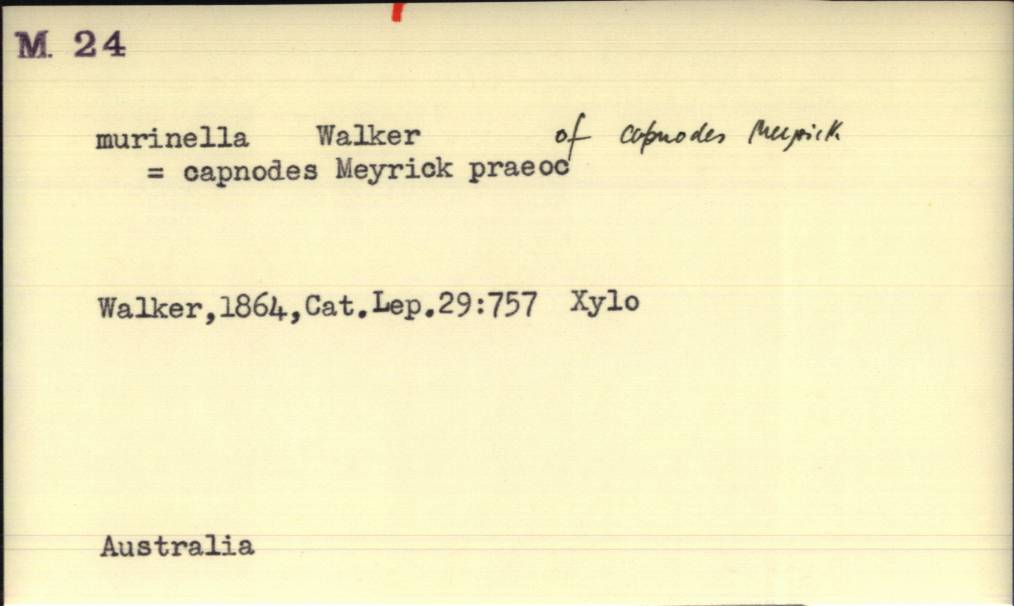 M. 24
murinella Walker of capnodes Meyrick
= capnodes Meyrick praeoc
Walker,1864,Cat.Lep.29:757 Xylo
Australia